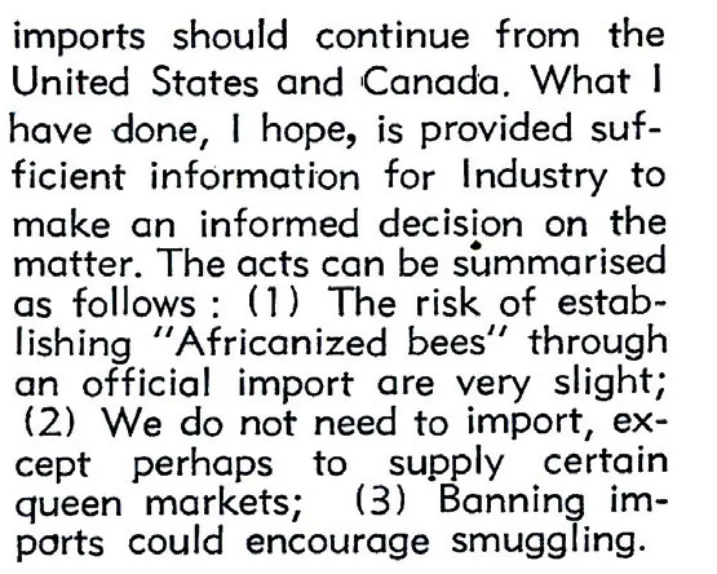 imports should continue from the
United States and Canada. What I
have done, I hope, is provided suf-
ficient information for Industry to
make an informed decision on the
matter. The acts can be summarised
as follows : (1) The risk of estab-
lishing "Africanized bees" through
an official import are very slight;
(2) We do not need to import, ex-
cept perhaps to supply certain
queen markets; (3) Banning im-
ports could encourage smuggling.